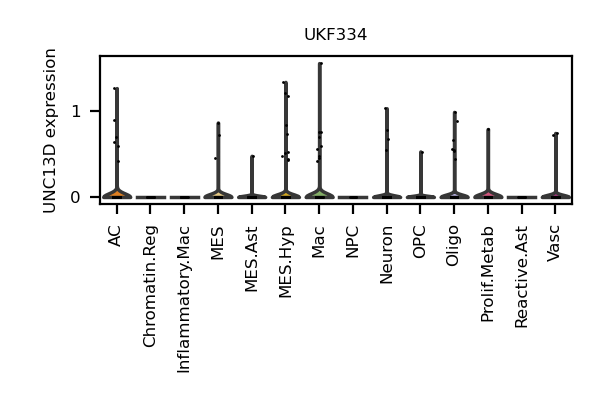 UKF334
UNC13D expression
1
0
AC
Chromatin.Reg
Inflammatory.Mac
MES
MES.Ast
MES.Hyp
Mac
NPC
Neuron
OPC
Oligo
Prolif.Metab
Reactive.Ast
Vasc